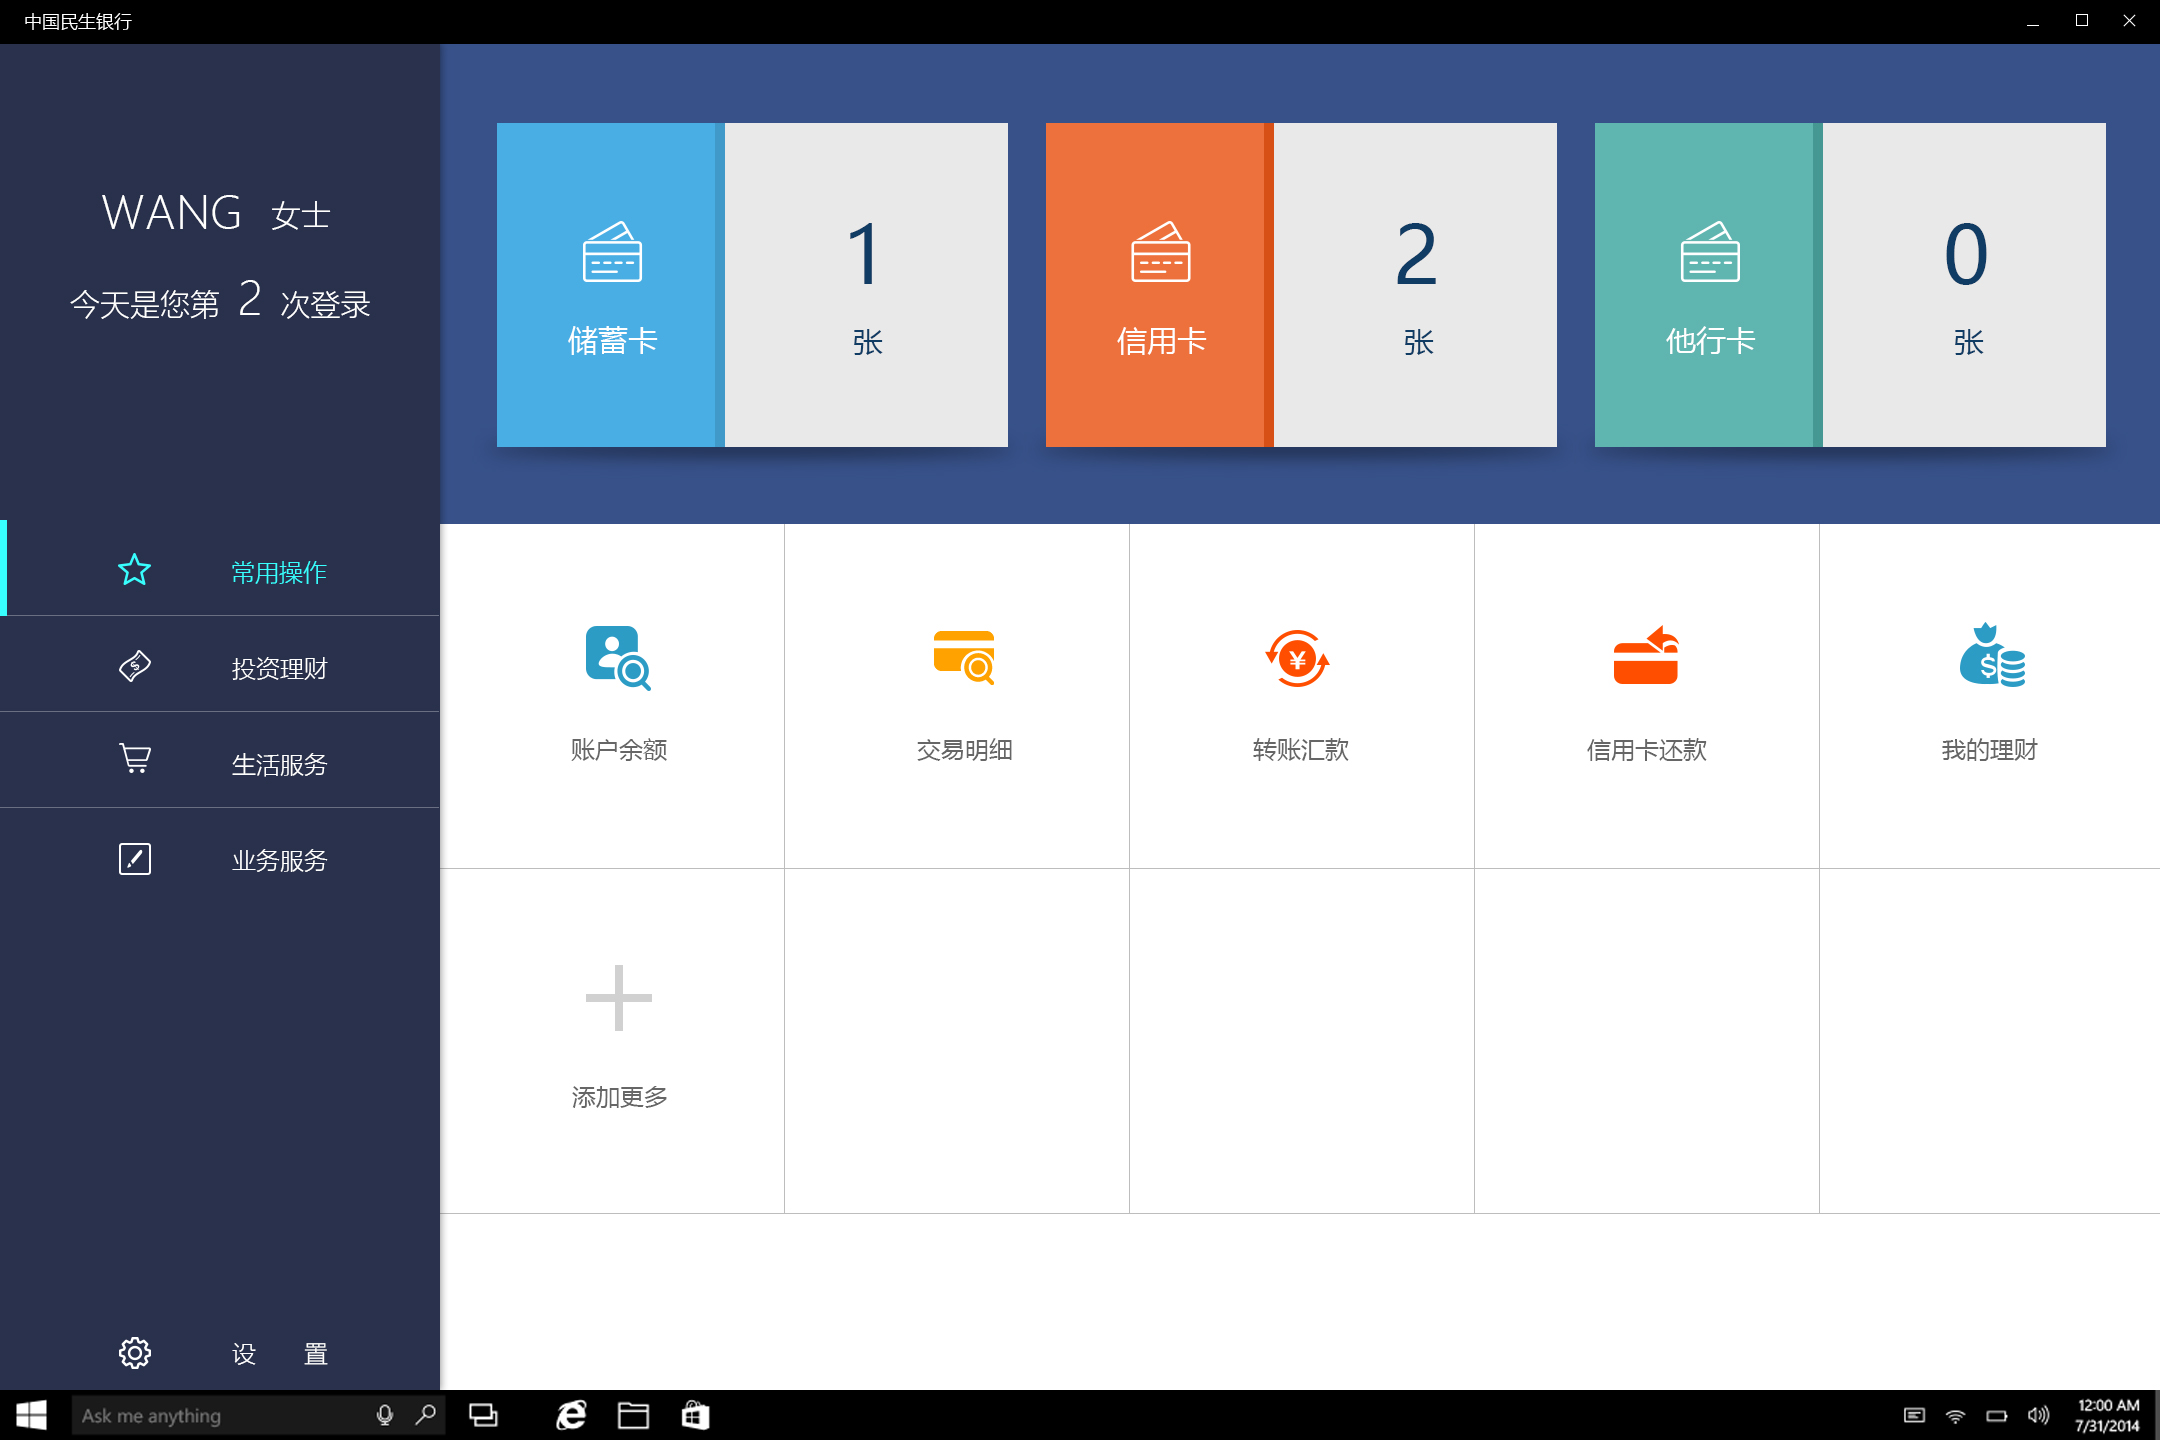 中国民生银行
WANG 女士
今天是您第 2 次登录
常用操作
投资理财
生活服务
业务服务
设 置
储蓄卡
1
张
信用卡
2
张
他行卡
0
张
账户余额
交易明细
转账汇款
信用卡还款
我的理财
添加更多
Ask me anything
12:00 AM
7/31/2014